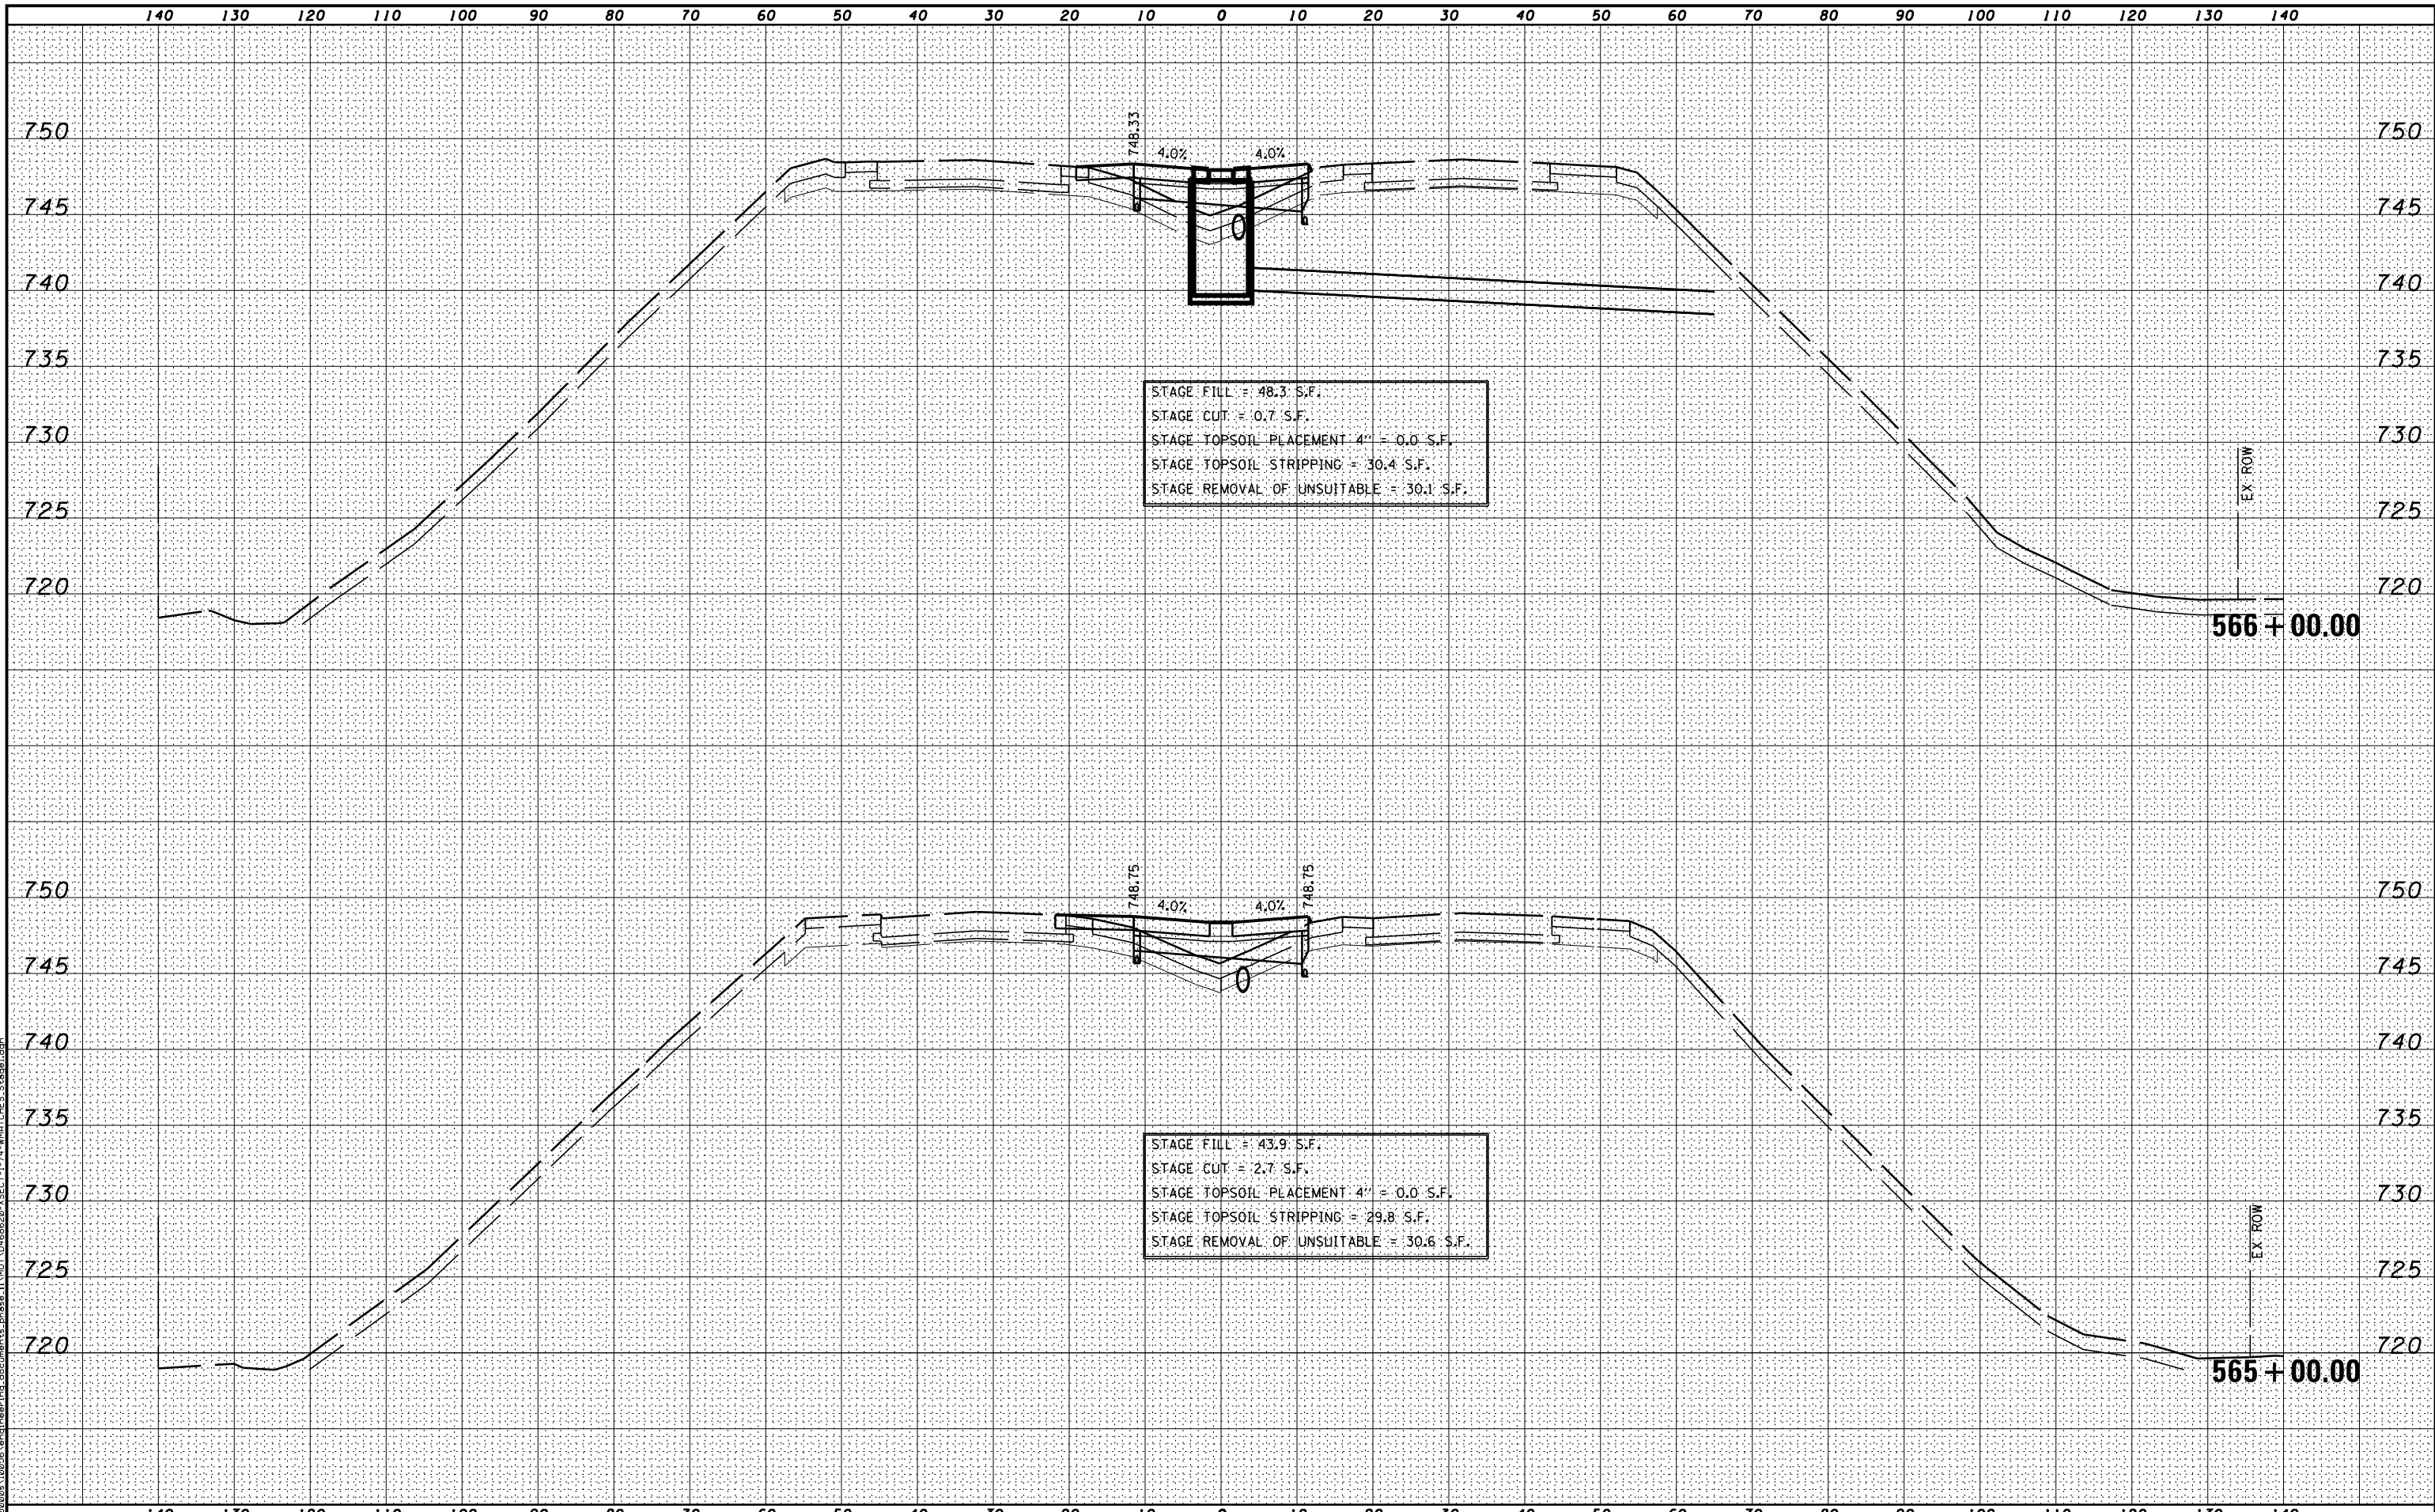 140 130 120 110 100 90 80 70 60 50 40 30 20 10 0 10 20 30 40 50 60 70 80 90 100 110 120 130 140
750 750
748.33
4.0% 4.0%
745 745
0
740 740
735 735
STAGE FILL = 48.3 S.F.
STAGE CUT = 0.7 S.F.
STAGE TOPSOIL PLACEMENT 4'' = 0.0 S.F.
STAGE TOPSOIL STRIPPING = 30.4 S.F.
STAGE REMOVAL OF UNSUITABLE = 30.1 S.F.
730 730
EX ROW
725 725
720 720
566+00.00
750 750
748.75 748.75
4.0% 4.0%
745 745
0
740 740
735 735
STAGE FILL = 43.9 S.F.
STAGE CUT = 2.7 S.F.
STAGE TOPSOIL PLACEMENT 4'' = 0.0 S.F.
STAGE TOPSOIL STRIPPING = 29.8 S.F.
STAGE REMOVAL OF UNSUITABLE = 30.6 S.F.
730 730
EX ROW
725 725
720 720
565+00.00